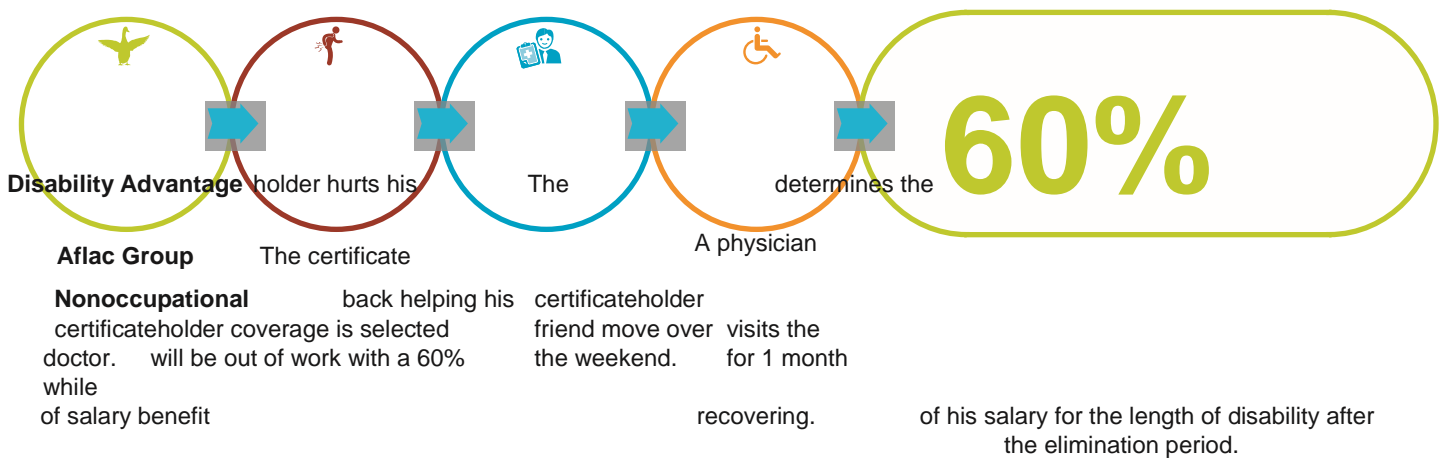 60%
Disability Advantage holder hurts his The determines the
A physician
Aflac Group The certificate
Nonoccupational back helping his certificateholder
certificateholder coverage is selected friend move over visits the
doctor. will be out of work with a 60% the weekend. for 1 month
while
of salary benefit recovering. of his salary for the length of disability after
the elimination period.